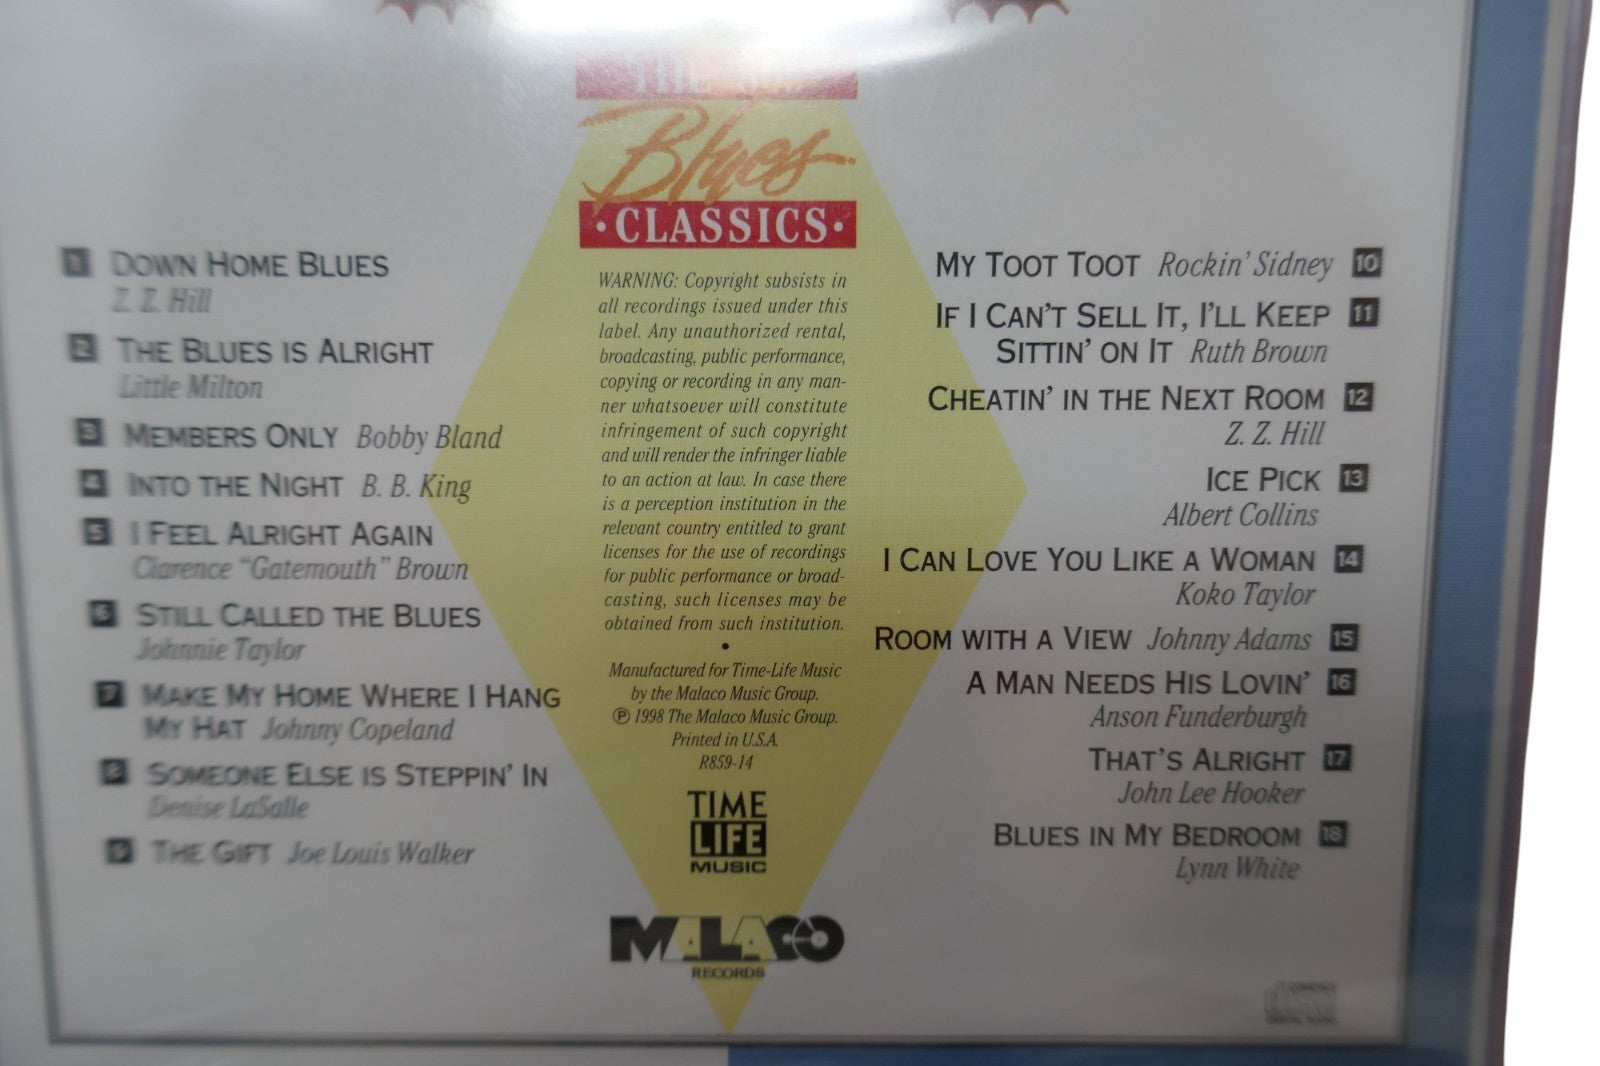 Blues
· CLASSICS ·
1 DOWN HOME BLUES
Z. Z. Hill
2 THE BLUES IS ALRIGHT
Little Milton
3 MEMBERS ONLY Bobby Bland
4 INTO THE NIGHT B. B. King
5 I FEEL ALRIGHT AGAIN
Clarence "Gatemouth" Brown
6 STILL CALLED THE BLUES
Johnnie Taylor
7 MAKE MY HOME WHERE I HANG
MY HAT Johnny Copeland
8 SOMEONE ELSE IS STEPPIN' IN
Denise LaSalle
9 THE GIFT Joe Louis Walker
WARNING: Copyright subsists in
all recordings issued under this
label. Any unauthorized rental,
broadcasting, public performance,
copying or recording in any man-
ner whatsoever will constitute
infringement of such copyright
and will render the infringer liable
to an action at law. In case there
is a perception institution in the
relevant country entitled to grant
licenses for the use of recordings
for public performance or broad-
casting, such licenses may be
obtained from such institution.
•
Manufactured for Time-Life Music
by the Malaco Music Group.
℗ 1998 The Malaco Music Group.
Printed in U.S.A.
R859-14
TIME
LIFE
MUSIC
MALACO
RECORDS
MY TOOT TOOT Rockin' Sidney 10
IF I CAN'T SELL IT, I'LL KEEP 11
SITTIN' ON IT Ruth Brown
CHEATIN' IN THE NEXT ROOM 12
Z. Z. Hill
ICE PICK 13
Albert Collins
I CAN LOVE YOU LIKE A WOMAN 14
Koko Taylor
ROOM WITH A VIEW Johnny Adams 15
A MAN NEEDS HIS LOVIN' 16
Anson Funderburgh
THAT'S ALRIGHT 17
John Lee Hooker
BLUES IN MY BEDROOM 18
Lynn White
COMPACT
DIGITAL AUDIO